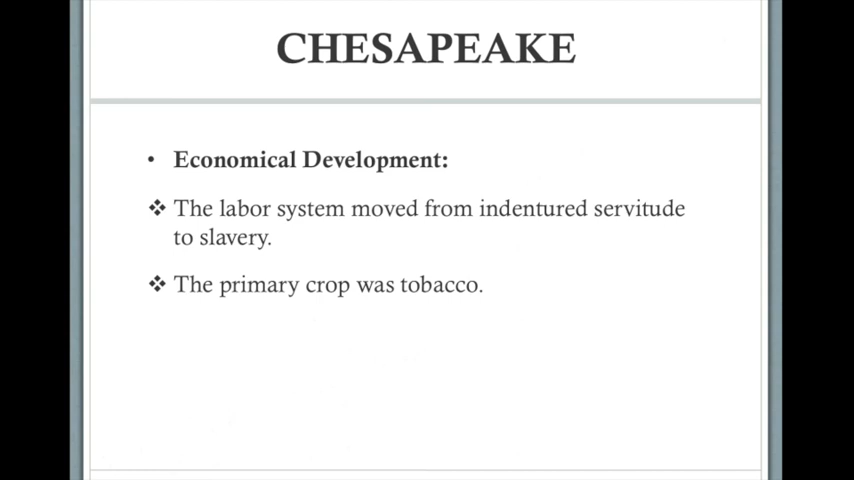 CHESAPEAKE
• Economical Development:
❖ The labor system moved from indentured servitude
to slavery.
❖ The primary crop was tobacco.